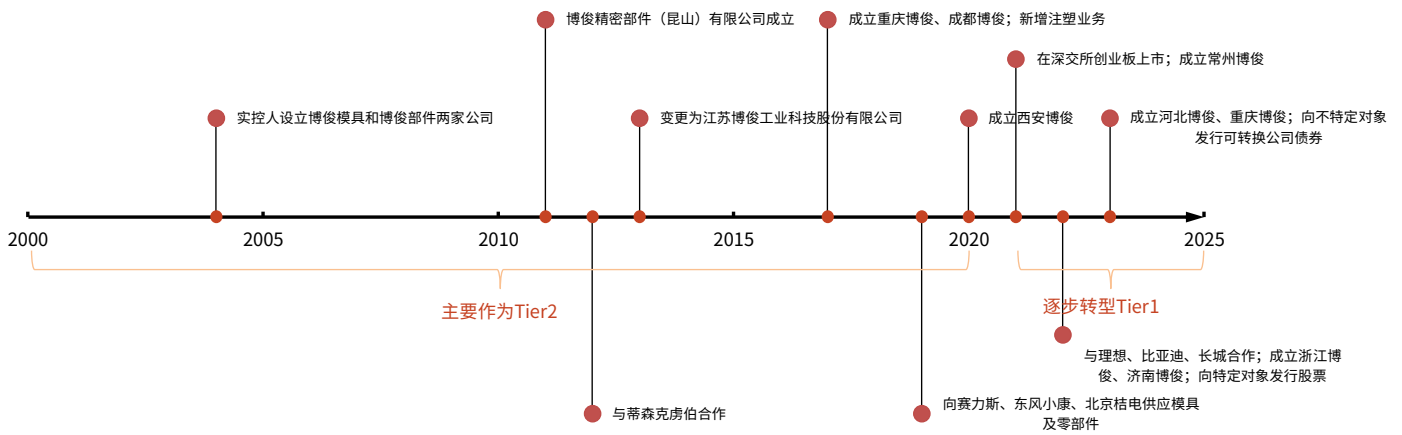 博俊精密部件（昆山）有限公司成立
成立重庆博俊、成都博俊；新增注塑业务
在深交所创业板上市；成立常州博俊
实控人设立博俊模具和博俊部件两家公司
变更为江苏博俊工业科技股份有限公司
成立西安博俊
成立河北博俊、重庆博俊；向不特定对象
发行可转换公司债券
2000
2005
2010
2015
2020
2025
主要作为Tier2
逐步转型Tier1
与理想、比亚迪、长城合作；成立浙江博
俊、济南博俊；向特定对象发行股票
与蒂森克虏伯合作
向赛力斯、东风小康、北京桔电供应模具
及零部件